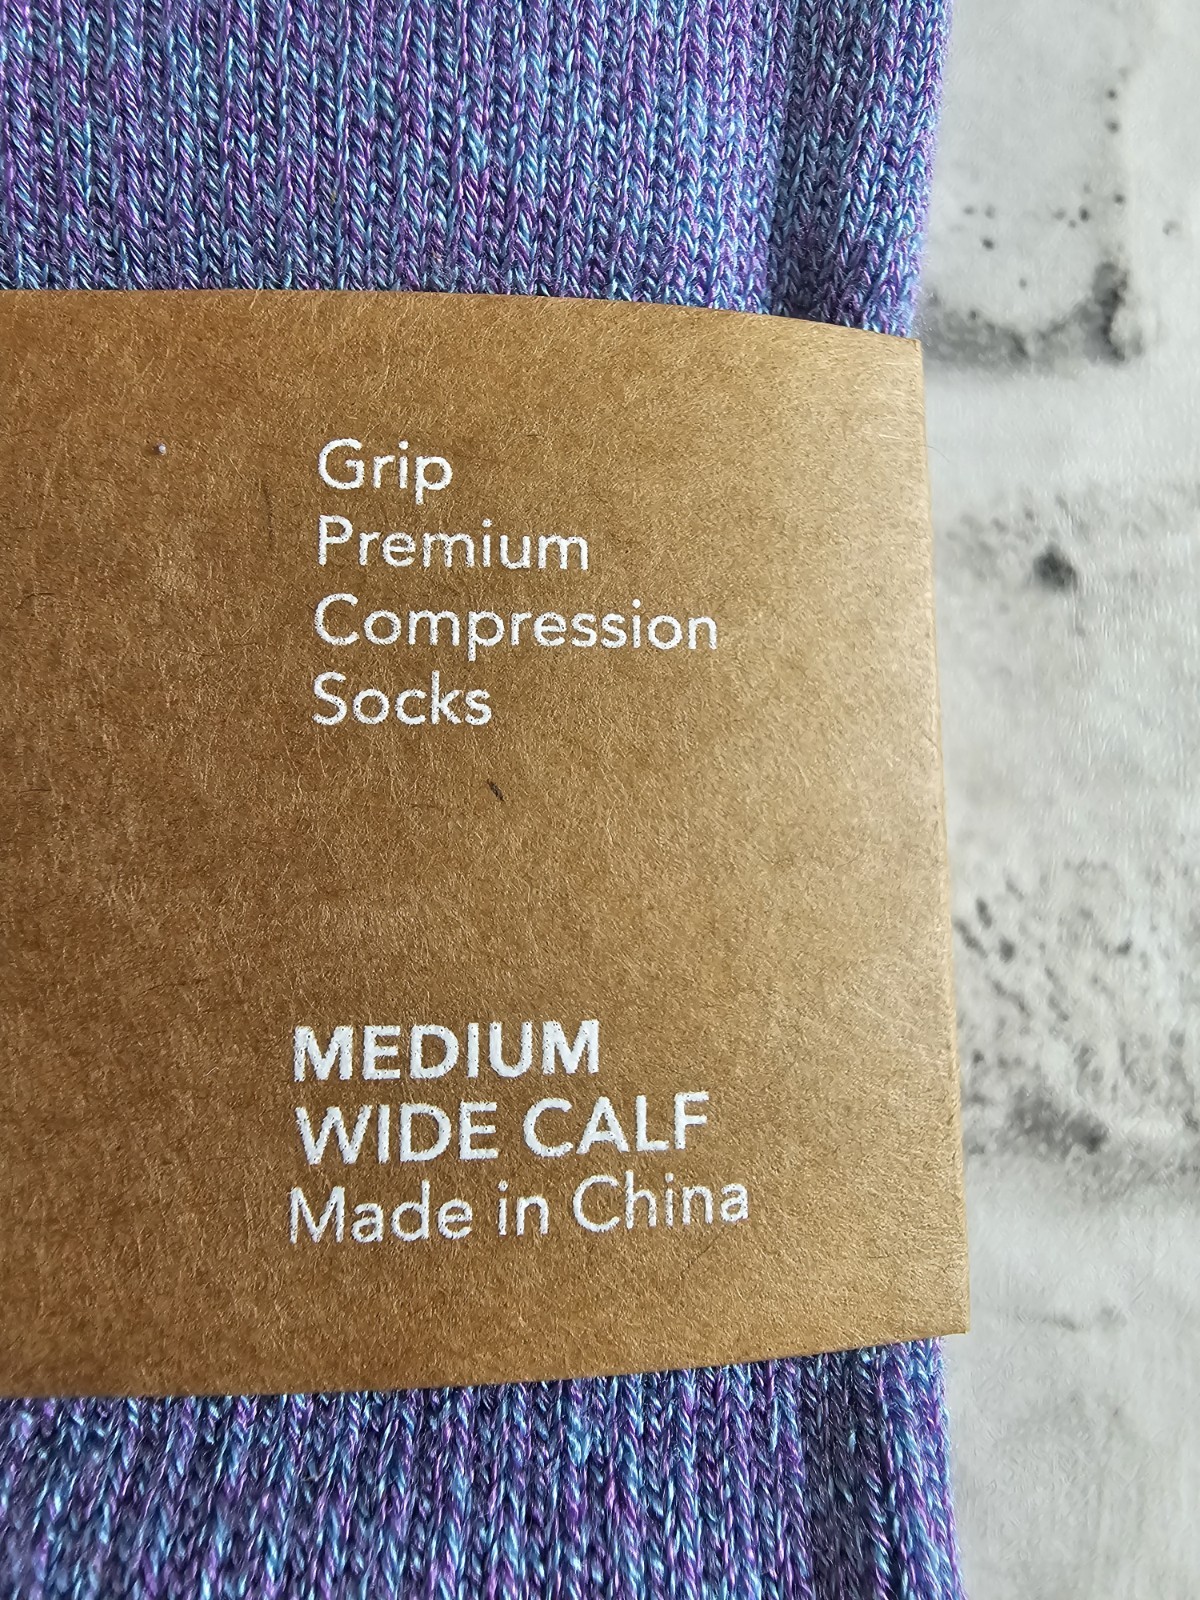 Grip
Premium
Compression
Socks
MEDIUM
WIDE CALF
Made in China